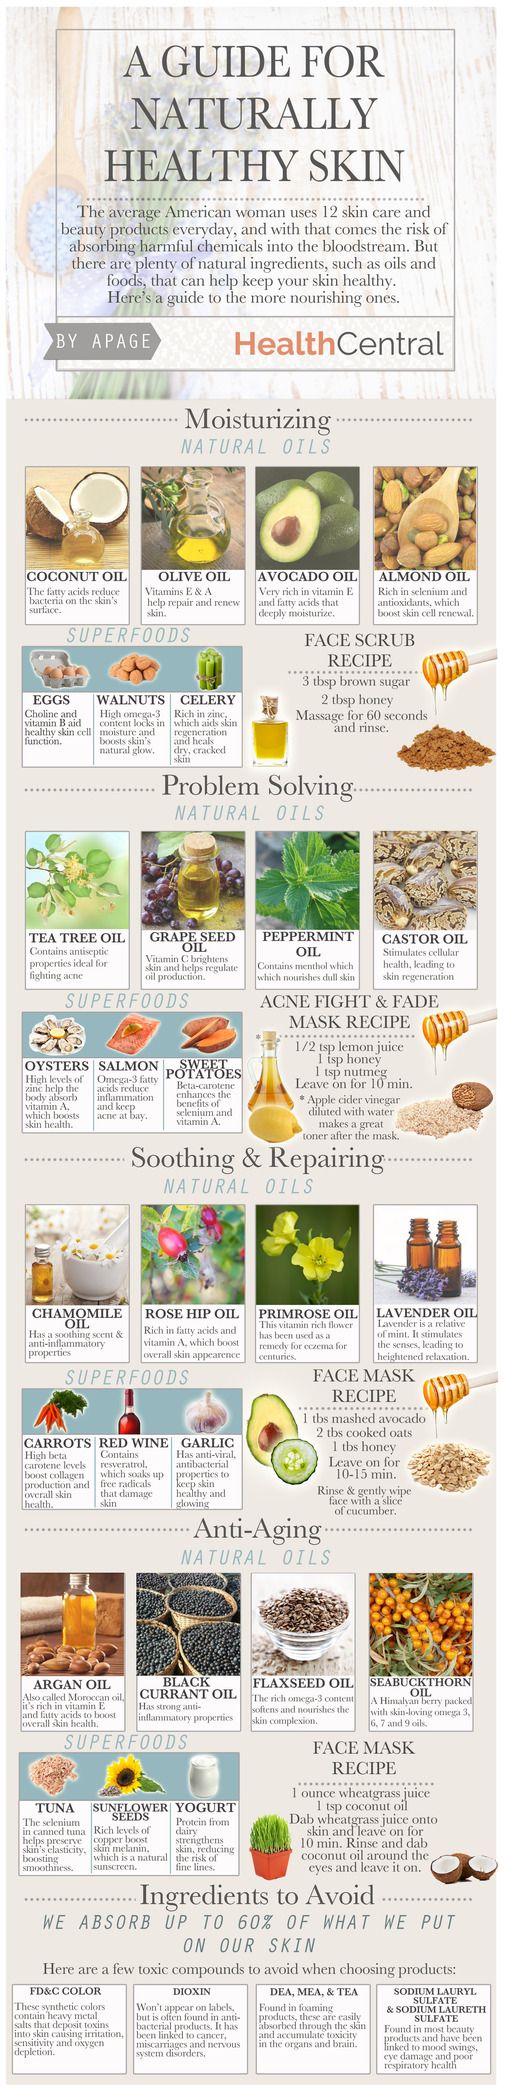 A GUIDE FOR
NATURALLY
HEALTHY SKIN
The average American woman uses 12 skin care and
beauty products everyday, and with that comes the risk of
absorbing harmful chemicals into the bloodstream. But
there are plenty of natural ingredients, such as oils and
foods, that can help keep your skin healthy.
Here's a guide to the more nourishing ones.
BY APAGE
HealthCentral
Moisturizing
NATURAL OILS
COCONUT OIL
The fatty acids reduce
bacteria on the skin's
surface.
OLIVE OIL
Vitamins E & A
help repair and renew
skin.
AVOCADO OIL
Very rich in vitamin E
and fatty acids that
deeply moisturize.
ALMOND OIL
Rich in selenium and
antioxidants, which
boost skin cell renewal.
SUPERFOODS
EGGS
Choline and
vitamin B aid
healthy skin cell
function.
WALNUTS
High omega-3
content locks in
moisture and
boosts skin's
natural glow.
CELERY
Rich in zinc,
which aids skin
regeneration
and heals
dry, cracked
skin
FACE SCRUB
RECIPE
3 tbsp brown sugar
2 tbsp honey
Massage for 60 seconds
and rinse.
Problem Solving
NATURAL OILS
TEA TREE OIL
Contains antiseptic
properties ideal for
fighting acne
GRAPE SEED
OIL
Vitamin C brightens
skin and helps regulate
oil production.
PEPPERMINT
OIL
Contains menthol which
which nourishes dull skin
CASTOR OIL
Stimulates cellular
health, leading to
skin regeneration
SUPERFOODS
OYSTERS
High levels of
zinc help the
body absorb
vitamin A,
which boosts
skin health.
SALMON
Omega-3 fatty
acids reduce
inflammation
and keep
acne at bay.
SWEET
POTATOES
Beta-carotene
enhances the
benefits of
selenium and
vitamin A.
ACNE FIGHT & FADE
MASK RECIPE
*
1/2 tsp lemon juice
1 tsp honey
1 tsp nutmeg
Leave on for 10 min.
* Apple cider vinegar
diluted with water
makes a great
toner after the mask.
Soothing & Repairing
NATURAL OILS
CHAMOMILE
OIL
Has a soothing scent &
anti-inflammatory
properties
ROSE HIP OIL
Rich in fatty acids and
vitamin A, which boost
overall skin appearence
PRIMROSE OIL
This vitamin rich flower
has been used as a
remedy for eczema for
centuries.
LAVENDER OIL
Lavender is a relative
of mint. It stimulates
the senses, leading to
heightened relaxation.
SUPERFOODS
CARROTS
High beta
carotene levels
boost collagen
production and
overall skin
health.
RED WINE
Contains
resveratrol,
which soaks up
free radicals
that damage
skin
GARLIC
Has anti-viral,
antibacterial
properties to
keep skin
healthy and
glowing
FACE MASK
RECIPE
1 tbs mashed avocado
2 tbs cooked oats
1 tbs honey
Leave on for
10-15 min.
Rinse & gently wipe
face with a slice
of cucumber.
Anti-Aging
NATURAL OILS
ARGAN OIL
Also called Moroccan oil,
it's rich in vitamin E
and fatty acids to boost
overall skin health.
BLACK
CURRANT OIL
Has strong anti-
inflammatory properties
FLAXSEED OIL
The rich omega-3 content
softens and nourishes the
skin complexion.
SEABUCKTHORN
OIL
A Himalyan berry packed
with skin-loving omega 3,
6, 7 and 9 oils.
SUPERFOODS
TUNA
The selenium
in canned tuna
helps preserve
skin's elasticity,
boosting
smoothness.
SUNFLOWER
SEEDS
Rich levels of
copper boost
skin melanin,
which is a natural
sunscreen.
YOGURT
Protein from
dairy
strengthens
skin, reducing
the risk of
fine lines.
FACE MASK
RECIPE
1 ounce wheatgrass juice
1 tsp coconut oil
Dab wheatgrass juice onto
skin and leave on for
10 min. Rinse and dab
coconut oil around the
eyes and leave it on.
Ingredients to Avoid
WE ABSORB UP TO 60% OF WHAT WE PUT
ON OUR SKIN
Here are a few toxic compounds to avoid when choosing products:
FD&C COLOR
These synthetic colors
contain heavy metal
salts that deposit toxins
into skin causing irritation,
sensitivity and oxygen
depletion.
DIOXIN
Won't appear on labels,
but is often found in anti-
bacterial products. It has
been linked to cancer,
miscarriages and nervous
system disorders.
DEA, MEA, & TEA
Found in foaming
products, these are easily
absorbed through the skin
and accumulate toxicity
in the organs and brain.
SODIUM LAURYL
SULFATE
& SODIUM LAURETH
SULFATE
Found in most beauty
products and have been
linked to mood swings,
eye damage and poor
respiratory health